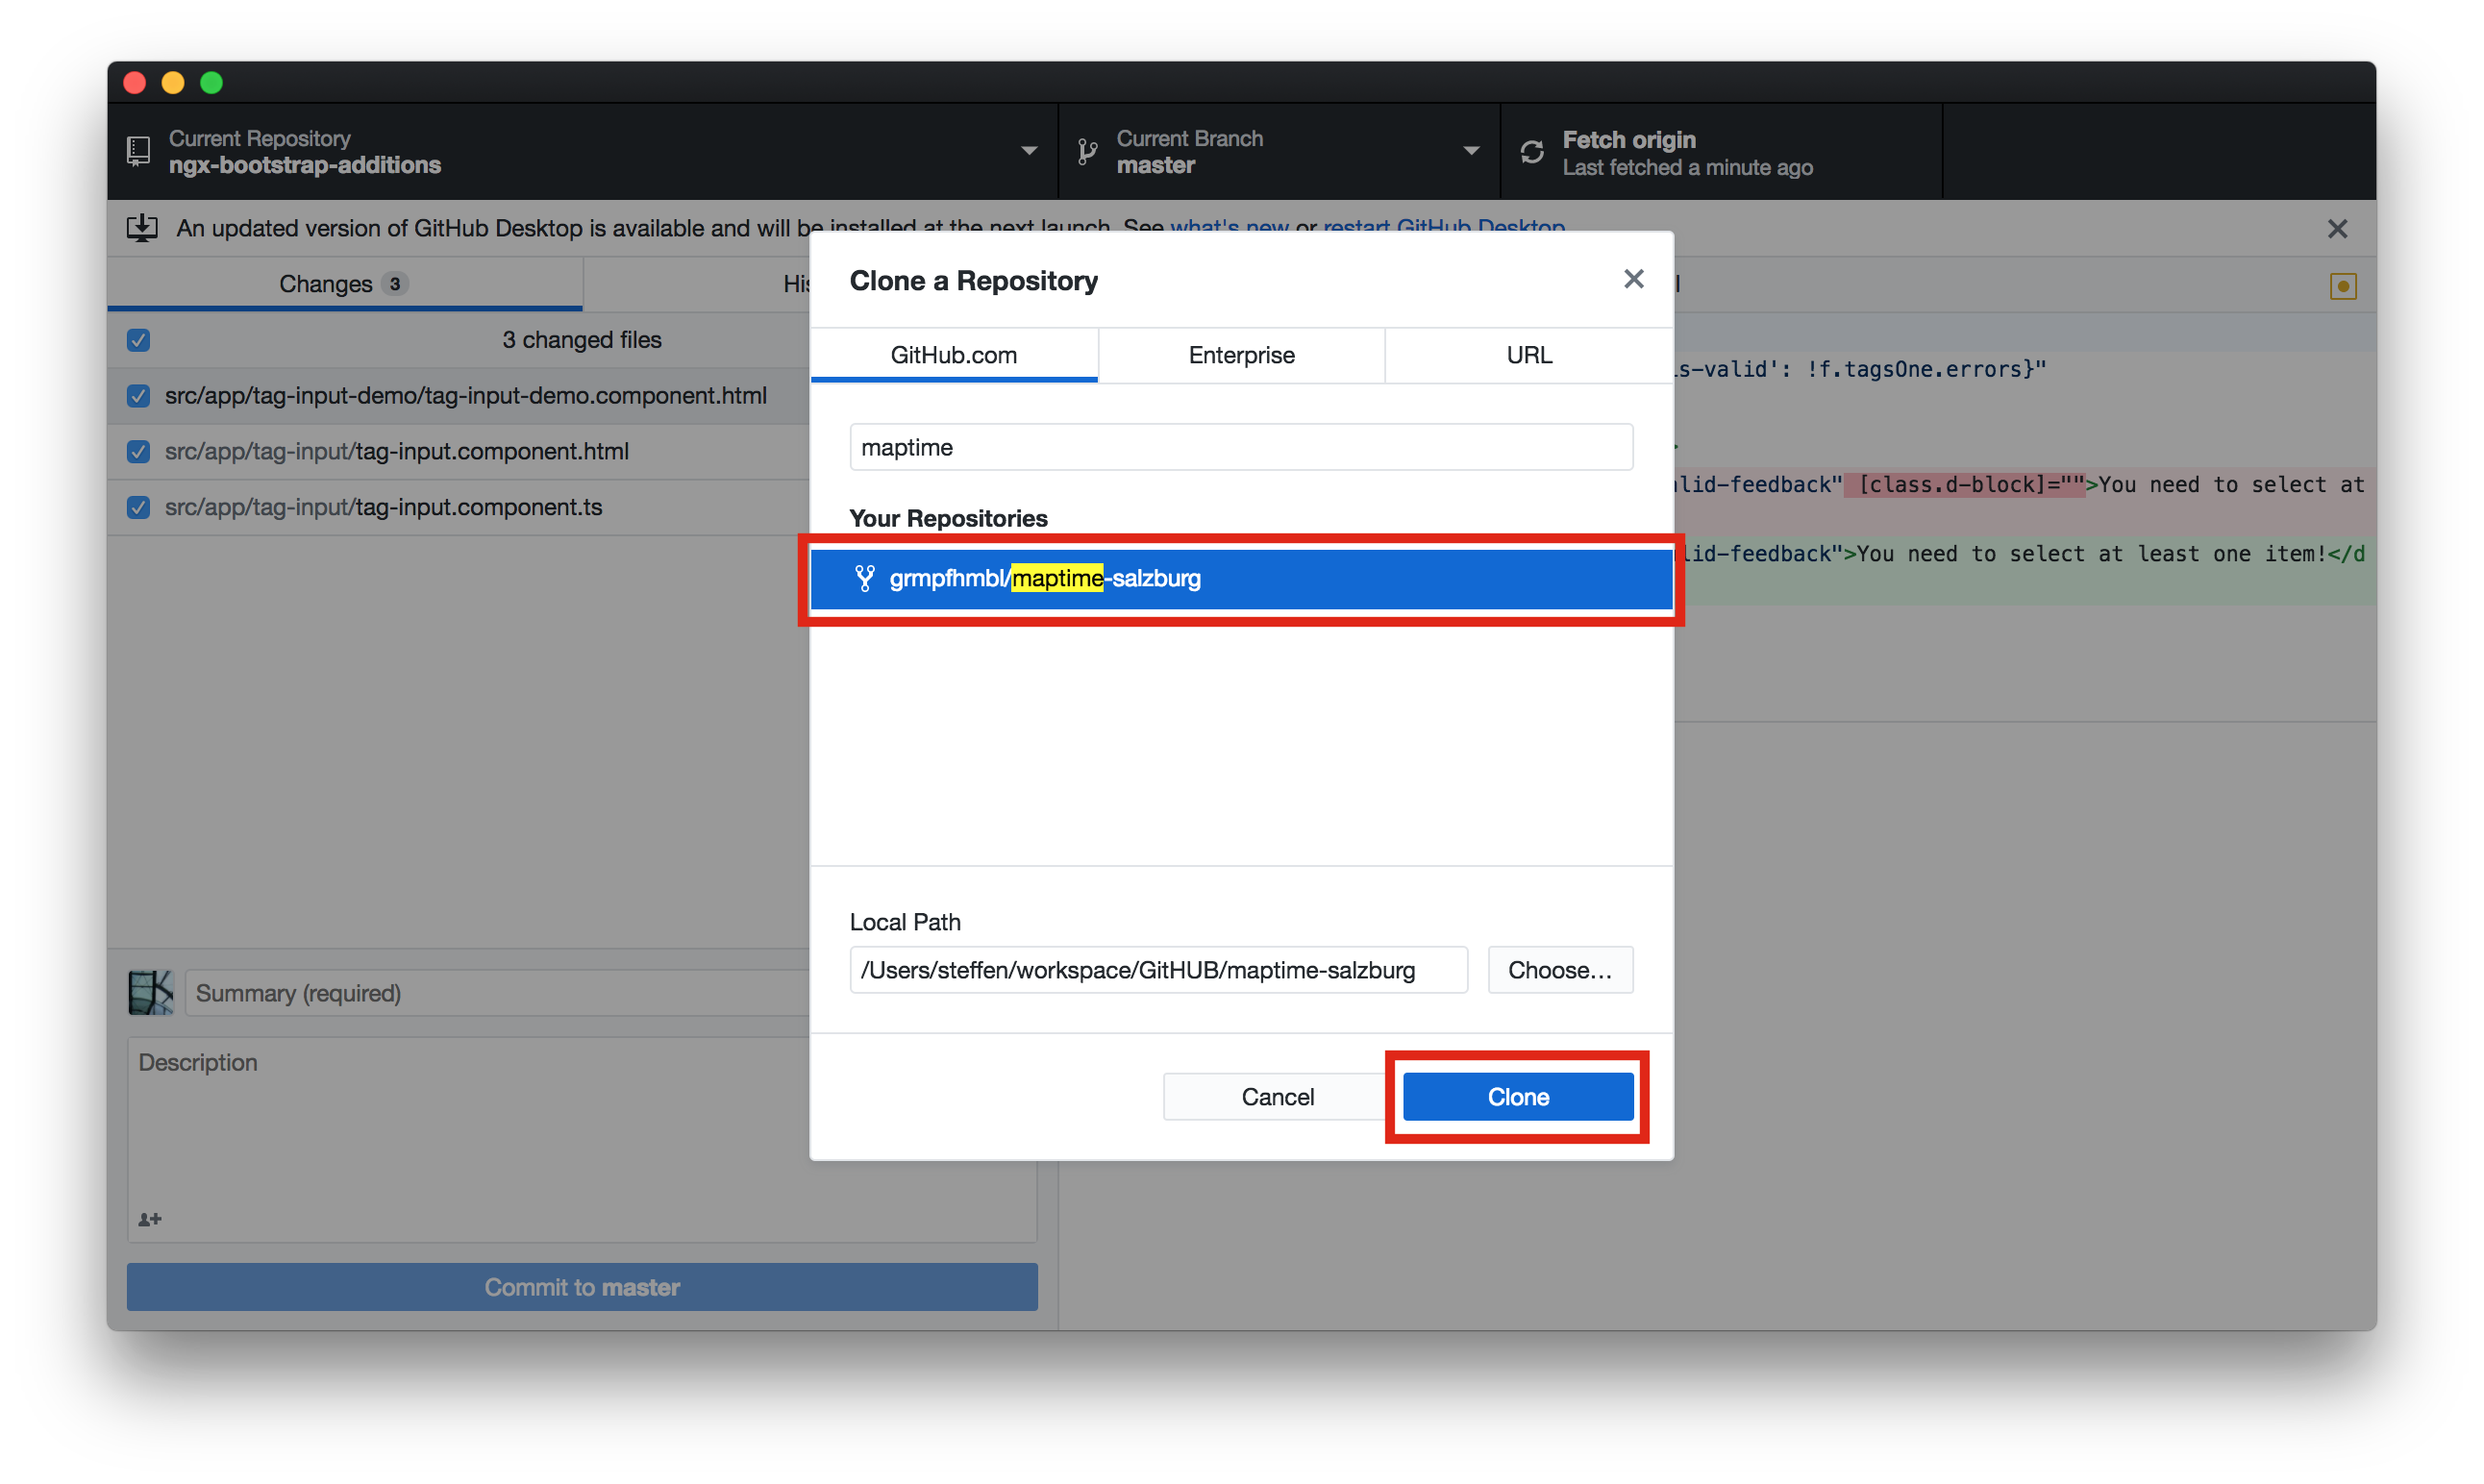 Current Repository
ngx-bootstrap-additions
Current Branch
master
Fetch origin
Last fetched a minute ago
An updated version of GitHub Desktop is available and will be installed at the next launch. See what's new or restart GitHub Desktop.
Changes 3
3 changed files
src/app/tag-input-demo/tag-input-demo.component.html
src/app/tag-input/tag-input.component.html
src/app/tag-input/tag-input.component.ts
Summary (required)
Description
Commit to master
Clone a Repository
GitHub.com
Enterprise
URL
maptime
Your Repositories
grmpfhmbl/maptime-salzburg
Local Path
/Users/steffen/workspace/GitHUB/maptime-salzburg
Choose...
Cancel
Clone
s-valid': !f.tagsOne.errors}"
lid-feedback" [class.d-block]="">You need to select at
lid-feedback">You need to select at least one item!</d